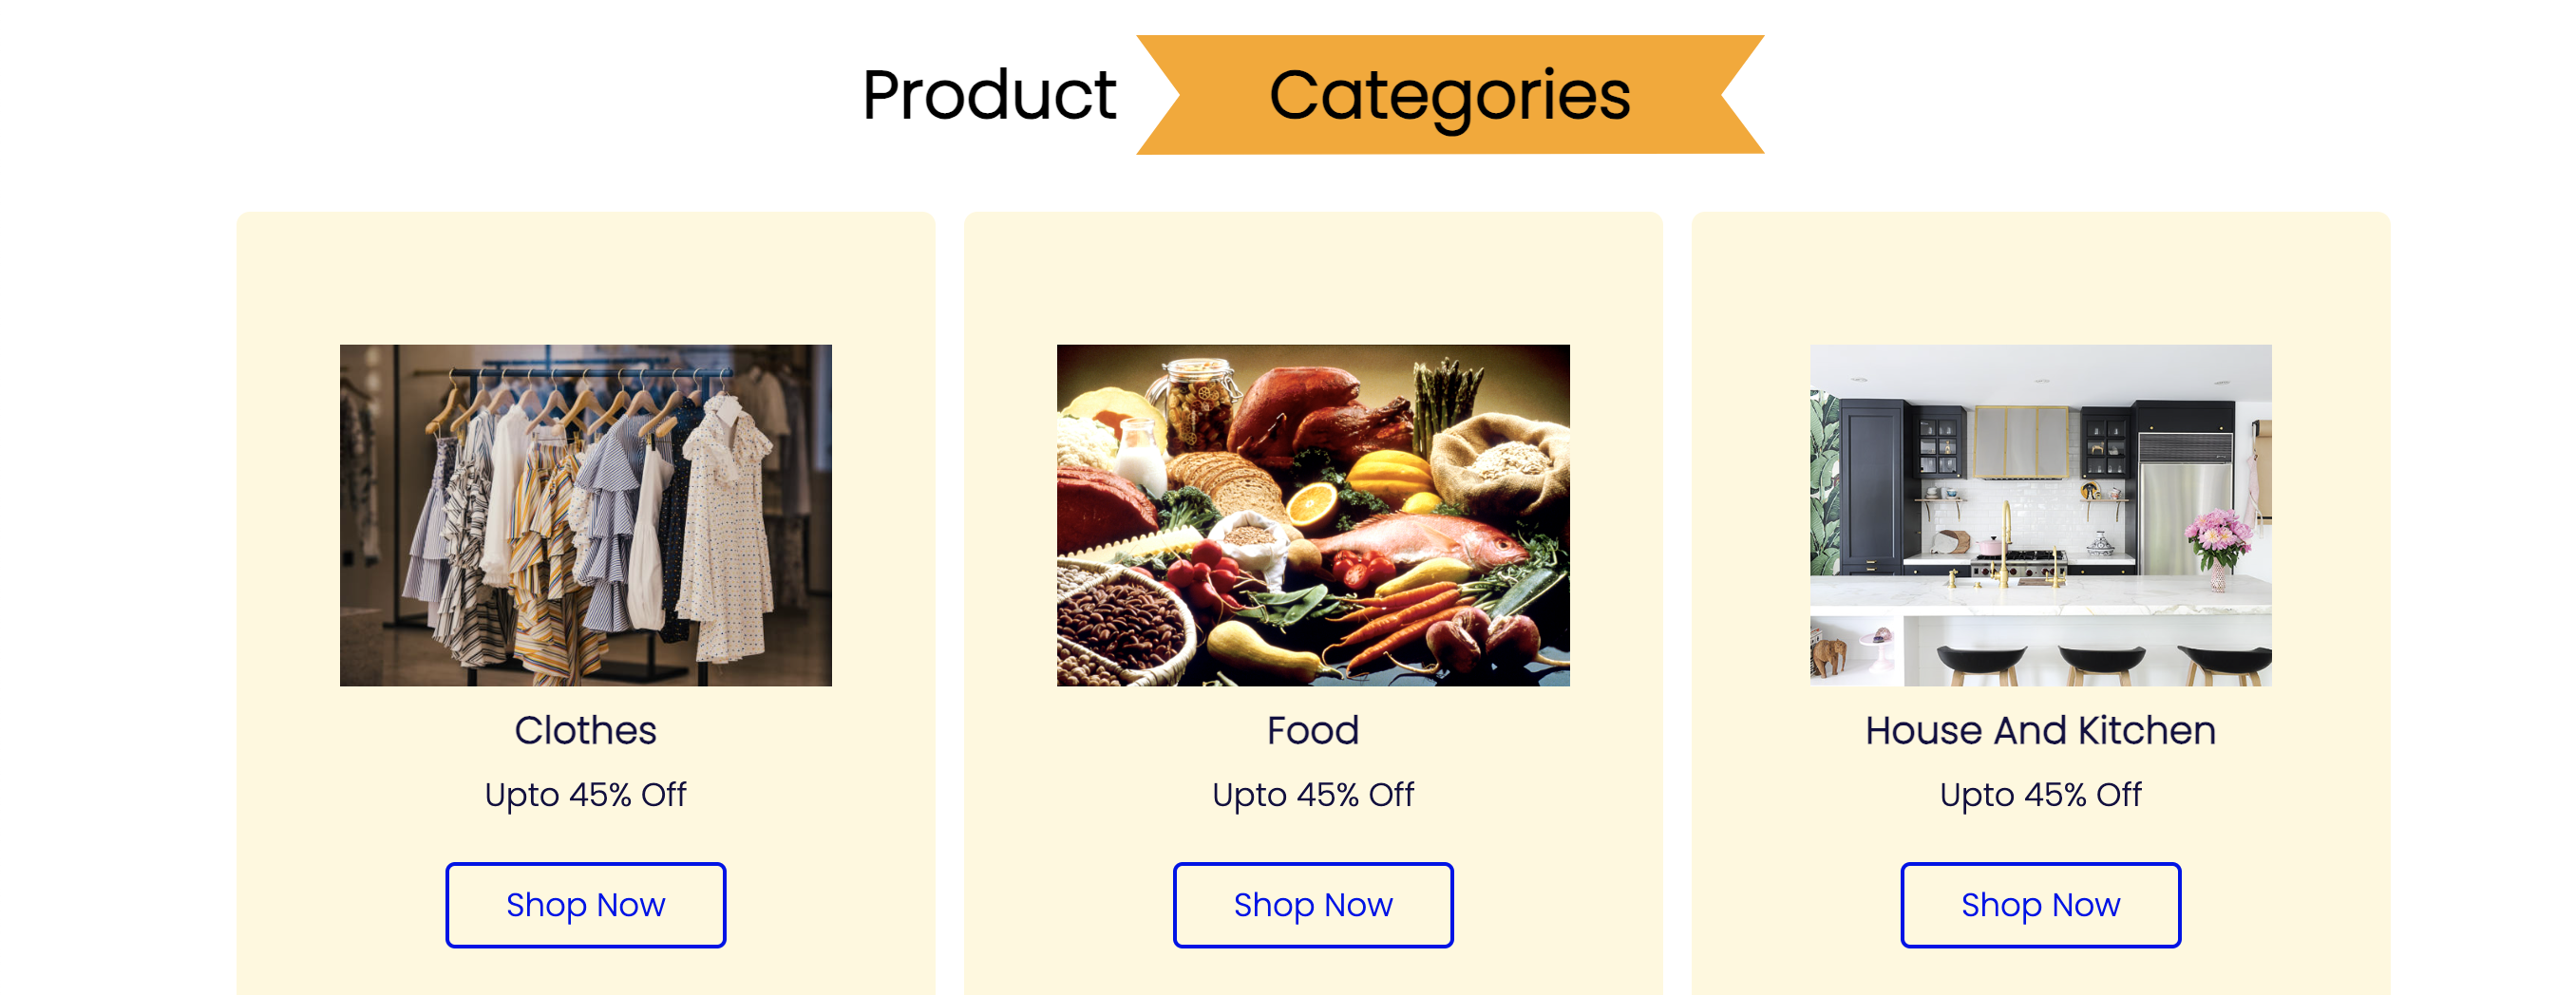 Product Categories
Clothes
Upto 45% Off
Shop Now
Food
Upto 45% Off
Shop Now
House And Kitchen
Upto 45% Off
Shop Now